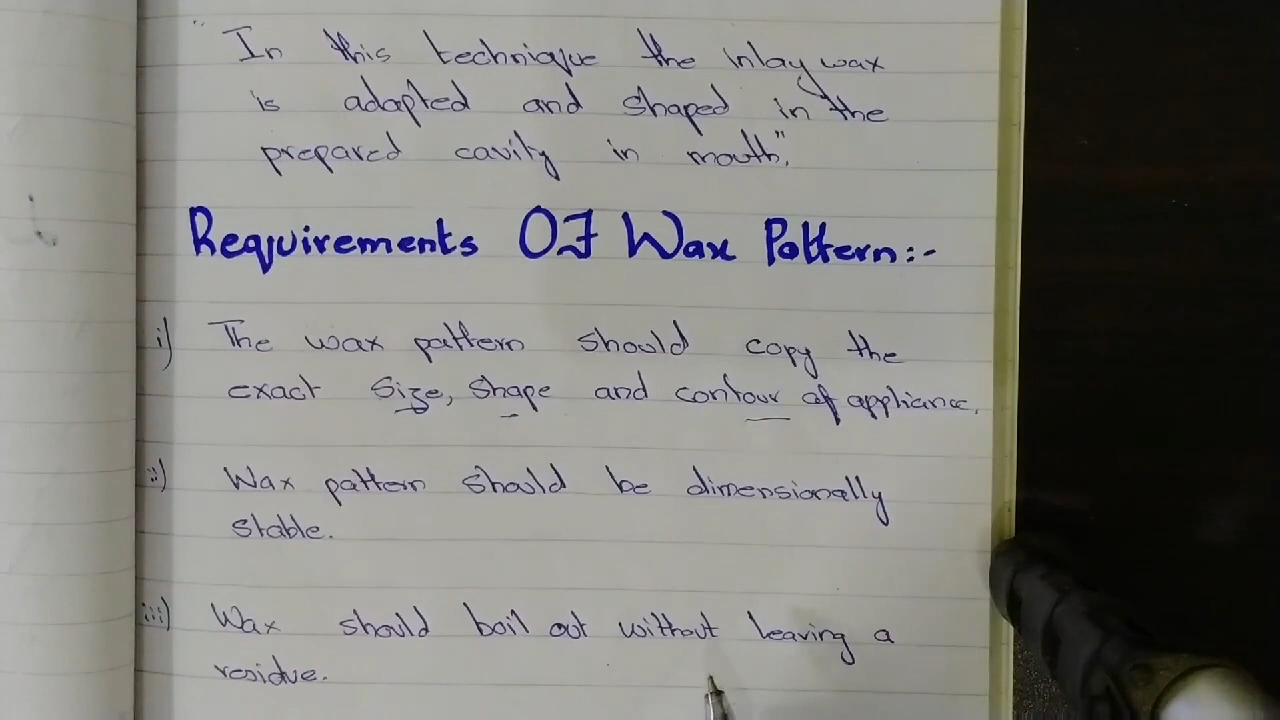 "In this technique the inlay wax
is adapted and shaped in the
prepared cavity in mouth".
Requirements Of Wax Pattern:-
i) The wax pattern should copy the
exact size, shape and contour of appliance.
ii) Wax pattern should be dimensionally
stable.
iii) Wax should boil out without leaving a
residue.